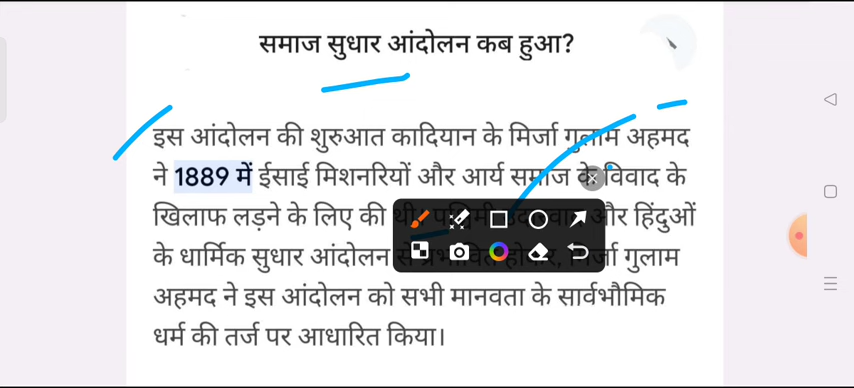 समाज सुधार आंदोलन कब हुआ?
इस आंदोलन की शुरुआत कादियान के मिर्जा गुलाम अहमद
ने 1889 में ईसाई मिशनरियों और आर्य समाज के विवाद के
खिलाफ लड़ने के लिए की थी और हिंदुओं
के धार्मिक सुधार आंदोलन गुलाम
अहमद ने इस आंदोलन को सभी मानवता के सार्वभौमिक
धर्म की तर्ज पर आधारित किया।